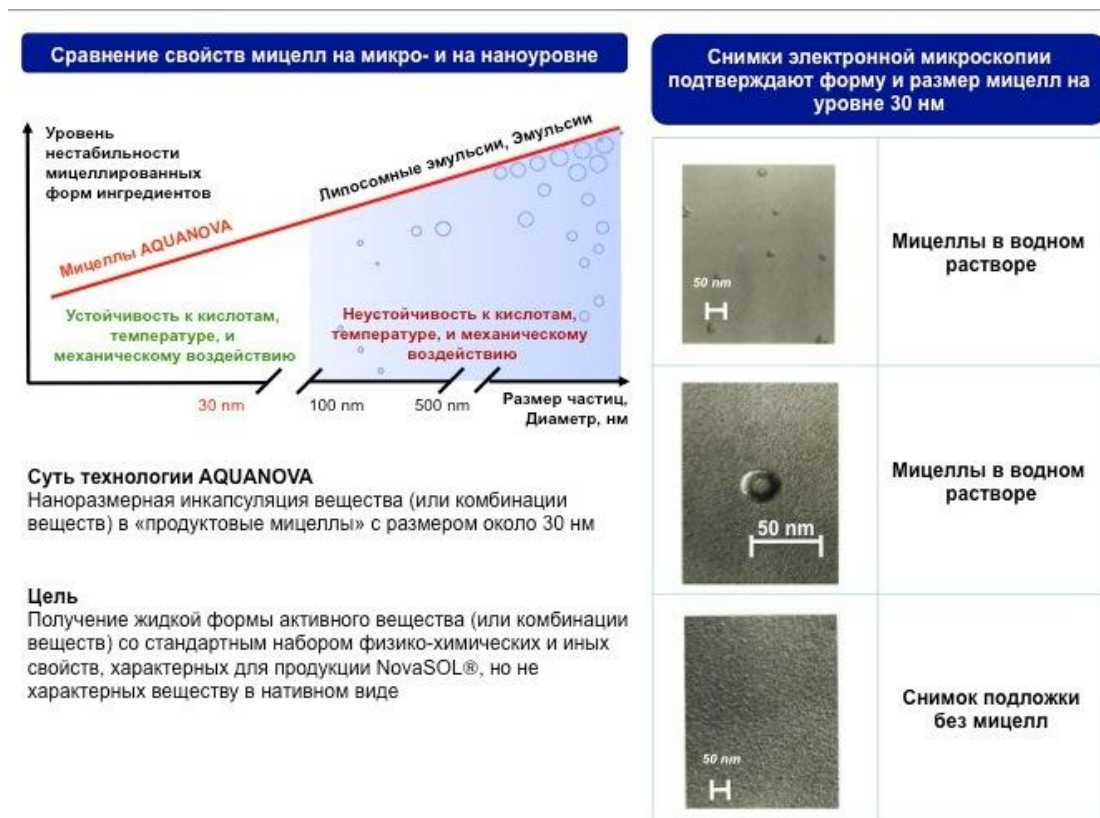 Сравнение свойств мицелл на микро- и на наноуровне
Уровень
нестабильности
мицеллированных
форм ингредиентов
Липосомные эмульсии, Эмульсии
Мицеллы AQUANOVA
Устойчивость к кислотам,
температуре, и
механическому воздействию
Неустойчивость к кислотам,
температуре, и механическому
воздействию
30 nm
100 nm
500 nm
Размер частиц,
Диаметр, нм
Суть технологии AQUANOVA
Наноразмерная инкапсуляция вещества (или комбинации
веществ) в «продуктовые мицеллы» с размером около 30 нм
Цель
Получение жидкой формы активного вещества (или комбинации
веществ) со стандартным набором физико-химических и иных
свойств, характерных для продукции NovaSOL®, но не
характерных веществу в нативном виде
Снимки электронной микроскопии
подтверждают форму и размер мицелл на
уровне 30 нм
50 nm
Мицеллы в водном
растворе
50 nm
Мицеллы в водном
растворе
50 nm
Снимок подложки
без мицелл